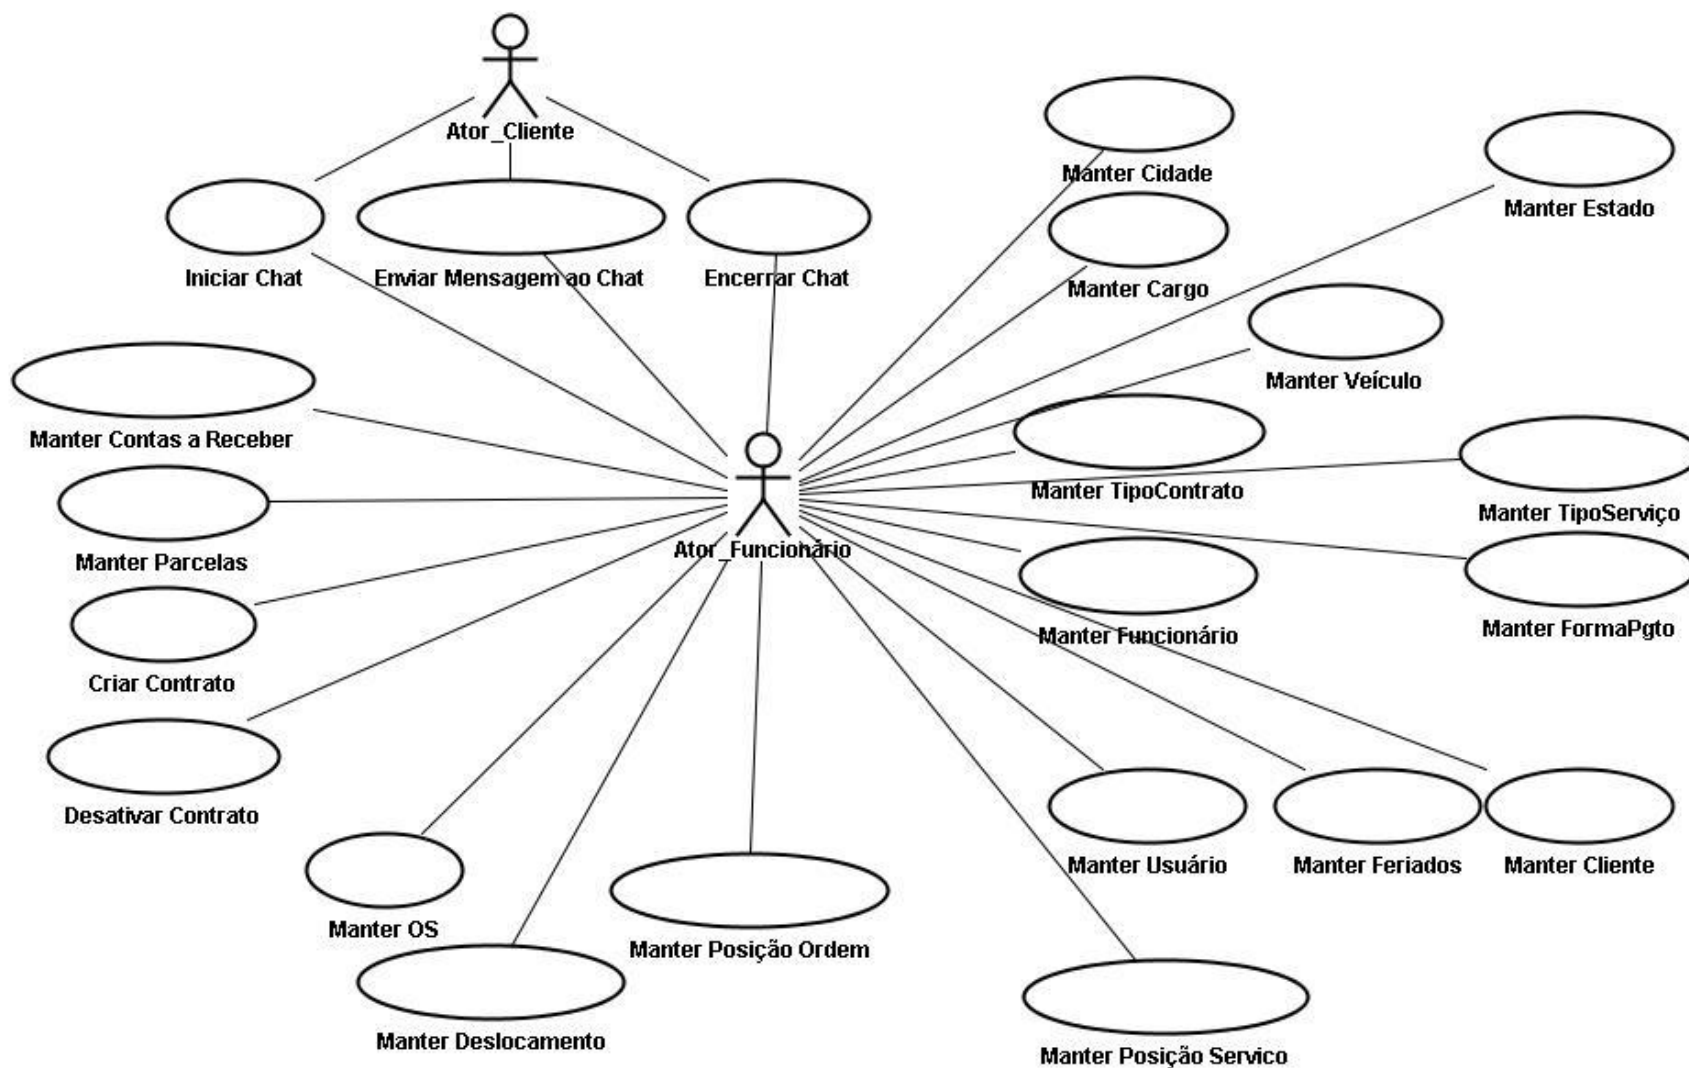 Ator_Cliente
Manter Cidade
Manter Estado
Iniciar Chat
Enviar Mensagem ao Chat
Encerrar Chat
Manter Cargo
Manter Veículo
Manter Contas a Receber
Manter TipoContrato
Manter TipoServiço
Ator_Funcionário
Manter Parcelas
Manter Funcionário
Manter FormaPgto
Criar Contrato
Desativar Contrato
Manter Usuário
Manter Feriados
Manter Cliente
Manter OS
Manter Posição Ordem
Manter Deslocamento
Manter Posição Servico